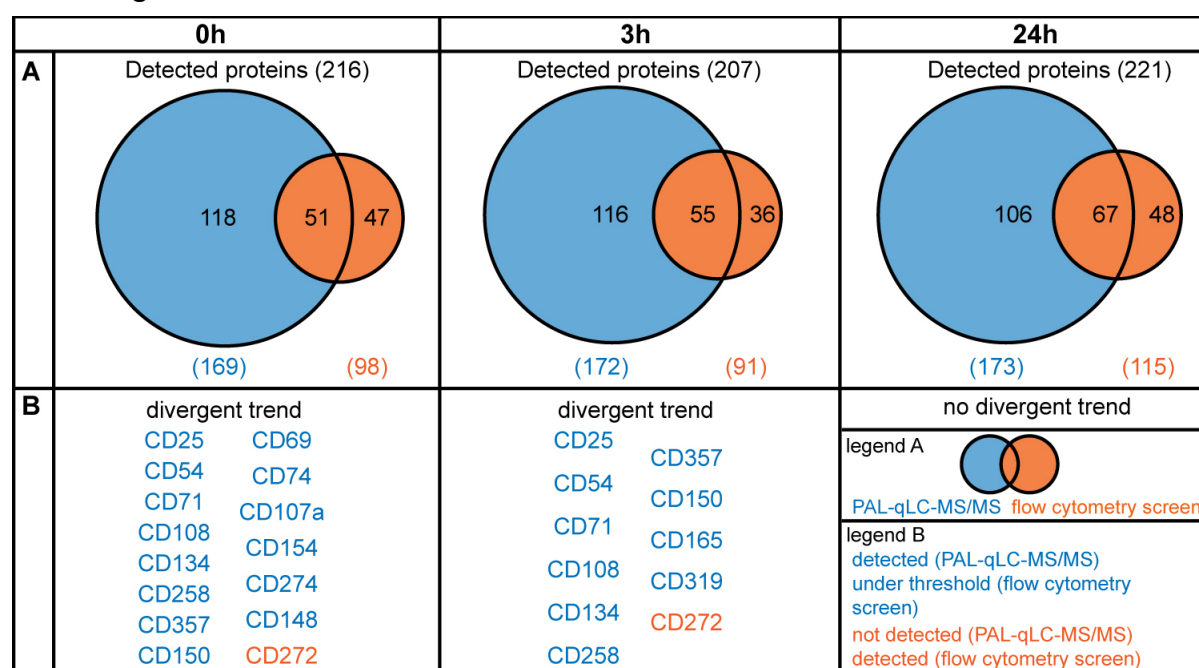 0h
3h
24h
A
Detected proteins (216)
118
51
47
(169)
(98)
Detected proteins (207)
116
55
36
(172)
(91)
Detected proteins (221)
106
67
48
(173)
(115)
B
divergent trend
CD25
CD54
CD71
CD108
CD134
CD258
CD357
CD150
CD69
CD74
CD107a
CD154
CD274
CD148
CD272
divergent trend
CD25
CD54
CD71
CD108
CD134
CD258
CD357
CD150
CD165
CD319
CD272
no divergent trend
legend A
PAL-qLC-MS/MS flow cytometry screen
legend B
detected (PAL-qLC-MS/MS)
under threshold (flow cytometry
screen)
not detected (PAL-qLC-MS/MS)
detected (flow cytometry screen)